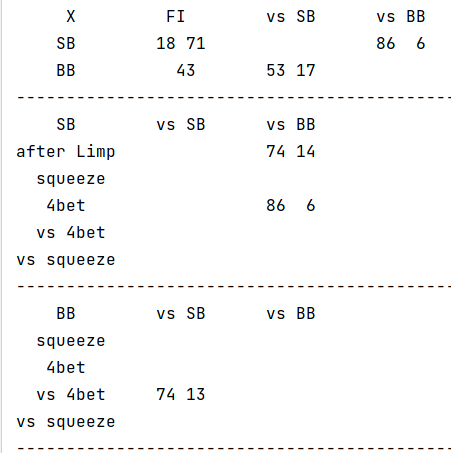 X FI vs SB vs BB
SB 18 71 86 6
BB 43 53 17
--------------------------------------------
SB vs SB vs BB
after Limp 74 14
squeeze
4bet 86 6
vs 4bet
vs squeeze
--------------------------------------------
BB vs SB vs BB
squeeze
4bet
vs 4bet 74 13
vs squeeze
--------------------------------------------